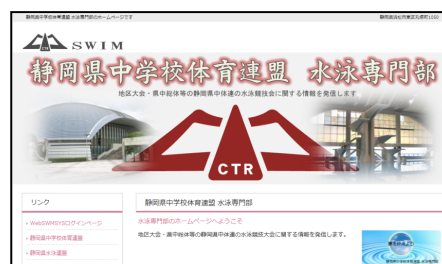 静岡県中学校体育連盟 水泳専門部のホームページです
SWIM
静岡県中学校体育連盟 水泳専門部
地区大会・県中総体等の静岡県中体連の水泳競技会に関する情報を発信します
CTR
リンク
静岡県中学校体育連盟 水泳専門部
WebSWMSYSログインページ
静岡県中学校体育連盟
静岡県水泳連盟
水泳専門部のホームページへようこそ
地区大会・県中総体等の静岡県中体連の水泳競技大会に関する情報を発信します。